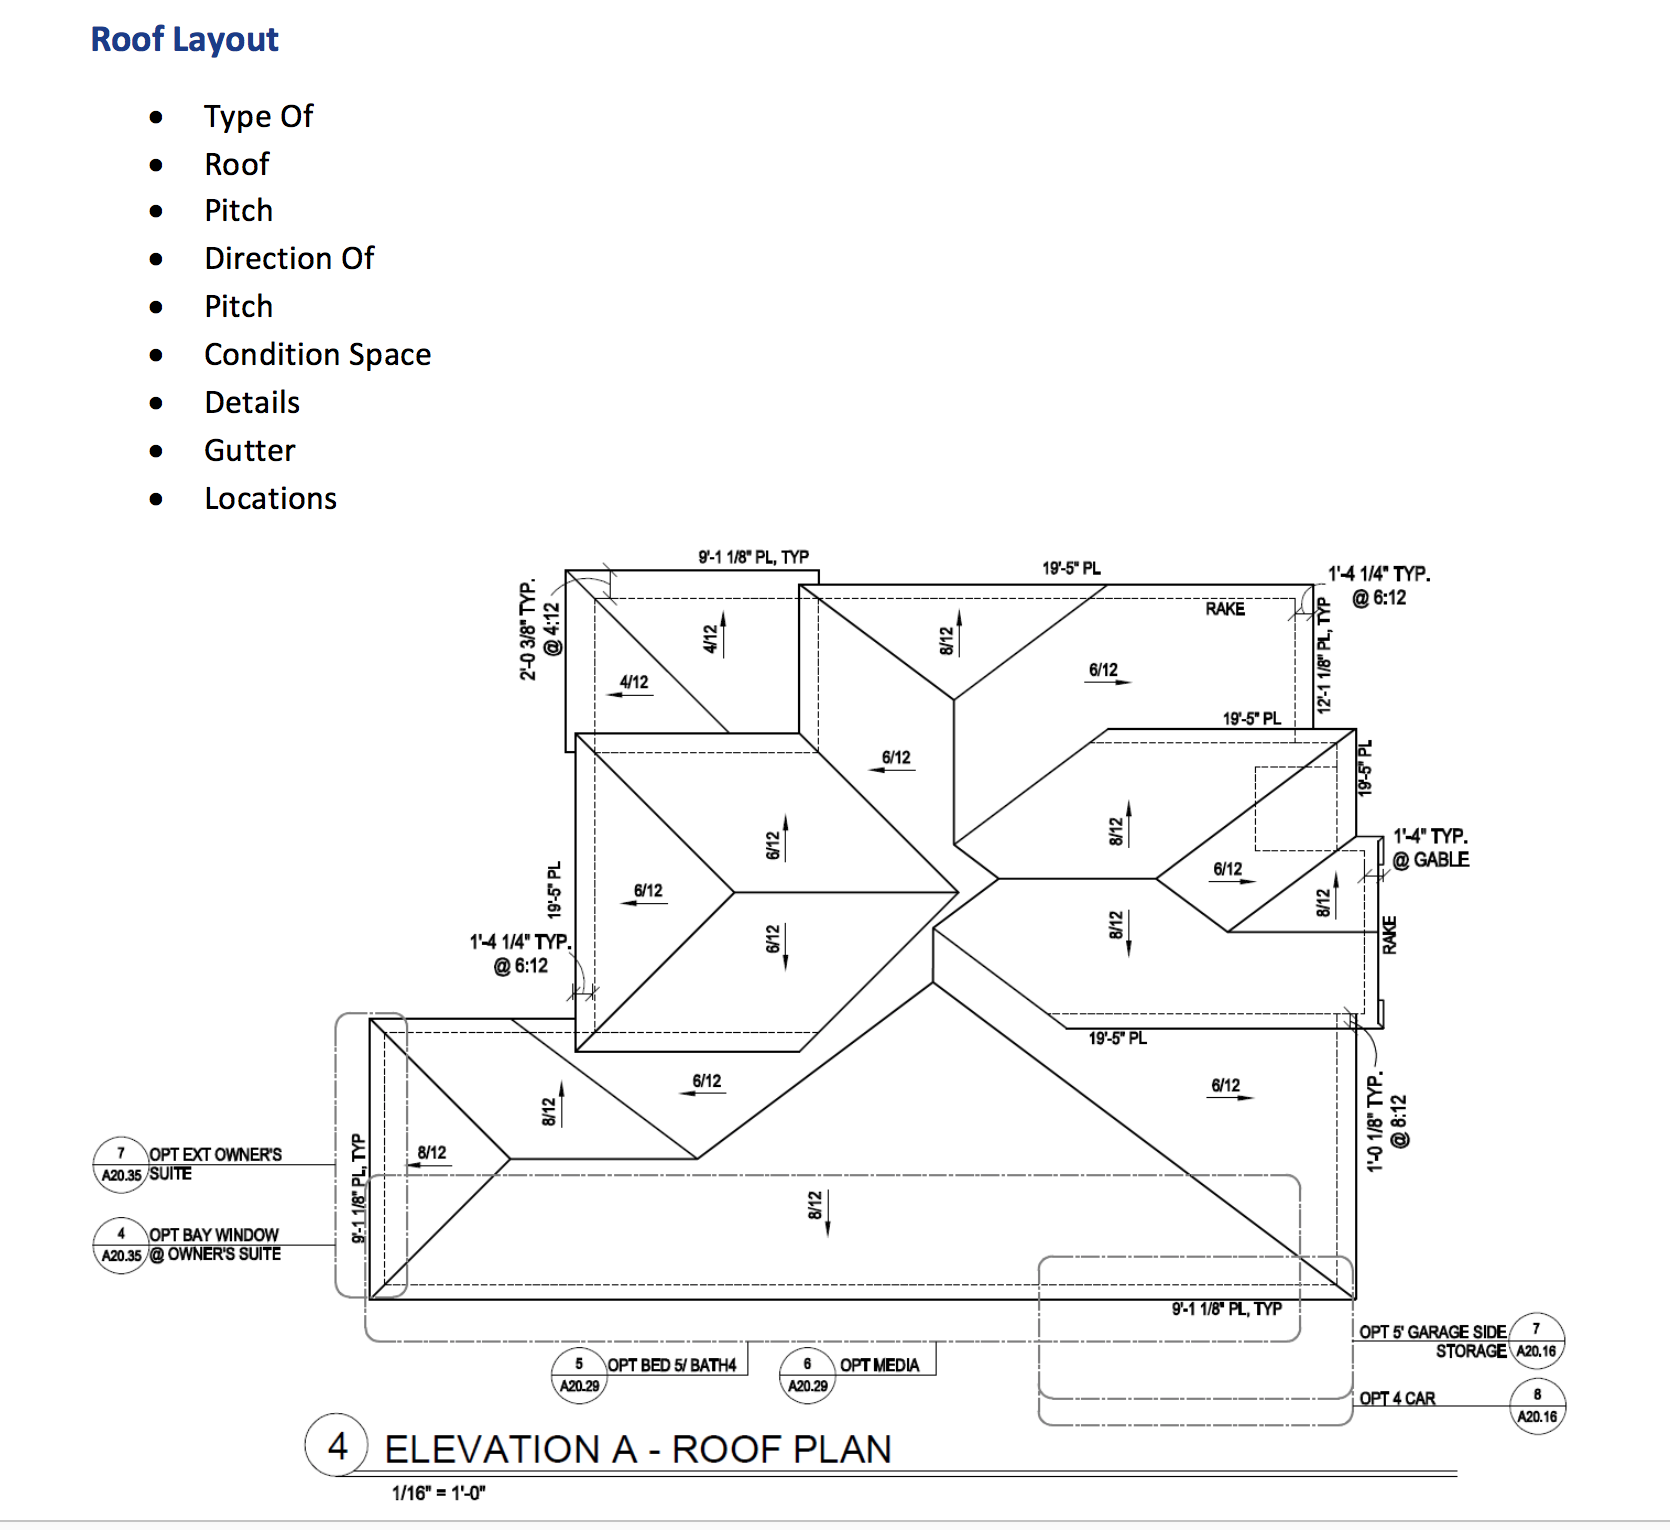 Roof Layout
Type Of
Roof
Pitch
Direction Of
Pitch
Condition Space
Details
Gutter
Locations
9'-1 1/8" PL, TYP
19'-5" PL
1'-4 1/4" TYP.
@ 6:12
2'-0 3/8" TYP.
@ 4:12
RAKE
12'-1 1/8" PL, TYP
4/12
8/12
6/12
4/12
19'-5" PL
6/12
19'-5" PL
8/12
6/12
1'-4" TYP.
@ GABLE
6/12
6/12
8/12
19'-5" PL
8/12
6/12
RAKE
1'-4 1/4" TYP.
@ 6:12
19'-5" PL
6/12
6/12
8/12
1'-0 1/8" TYP.
@ 8:12
9'-1 1/8" PL, TYP
8/12
7
OPT EXT OWNER'S
A20.35
SUITE
8/12
4
OPT BAY WINDOW
A20.35
@ OWNER'S SUITE
9'-1 1/8" PL, TYP
OPT 5' GARAGE SIDE
7
STORAGE
A20.16
5
OPT BED 5/ BATH4
A20.29
6
OPT MEDIA
A20.29
OPT 4 CAR
8
A20.16
4
ELEVATION A - ROOF PLAN
1/16" = 1'-0"